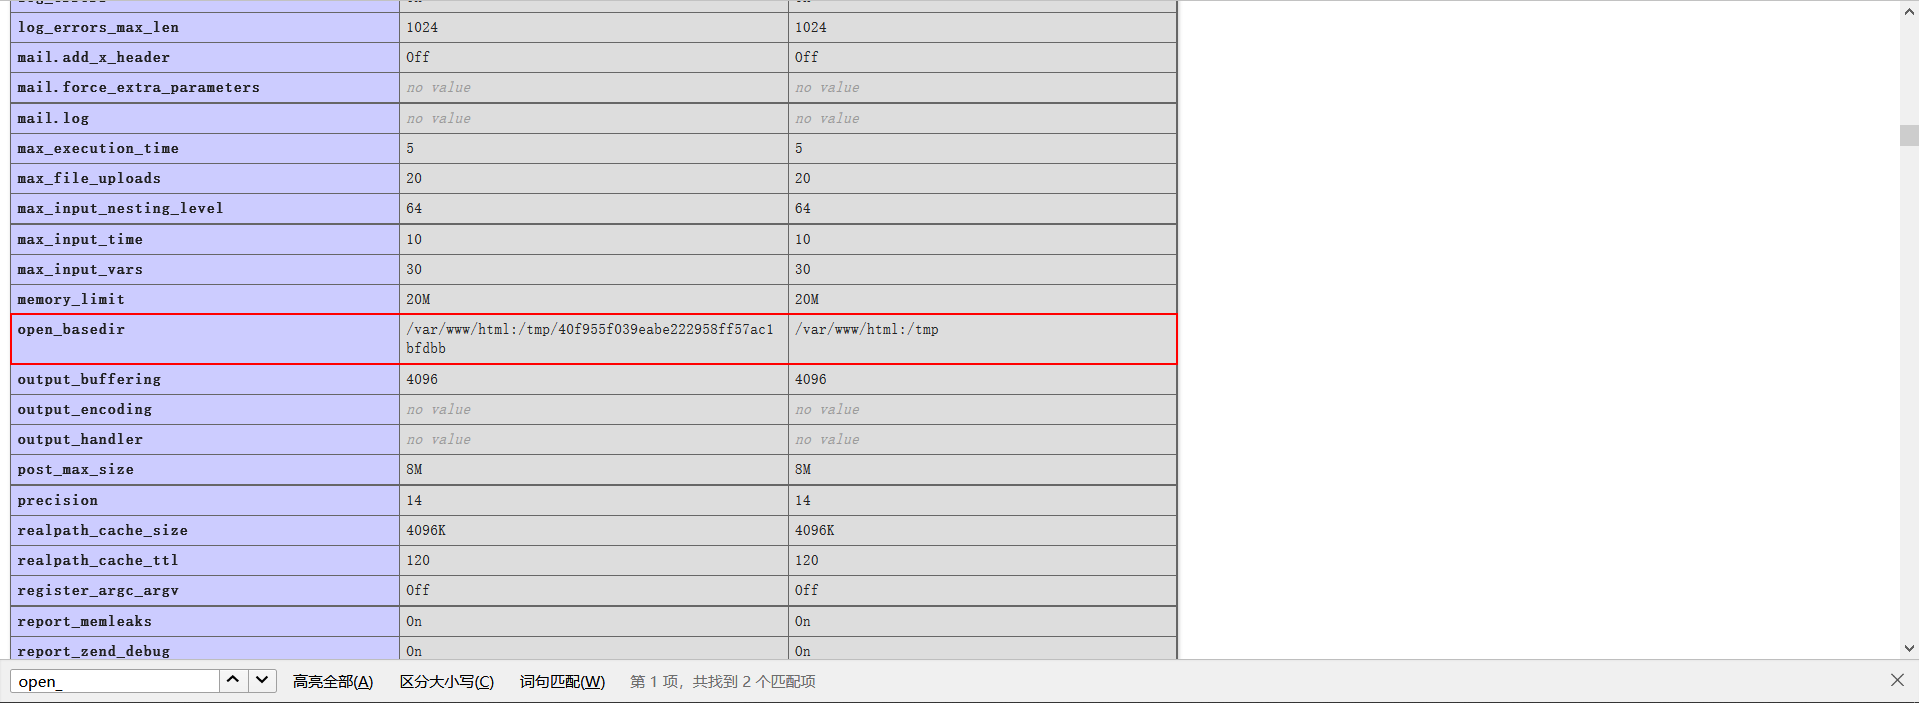 log_errors_max_len 1024 1024
mail.add_x_header Off Off
mail.force_extra_parameters no value no value
mail.log no value no value
max_execution_time 5 5
max_file_uploads 20 20
max_input_nesting_level 64 64
max_input_time 10 10
max_input_vars 30 30
memory_limit 20M 20M
open_basedir /var/www/html:/tmp/40f955f039eabe222958ff57ac1 /var/www/html:/tmp
bfdbb
output_buffering 4096 4096
output_encoding no value no value
output_handler no value no value
post_max_size 8M 8M
precision 14 14
realpath_cache_size 4096K 4096K
realpath_cache_ttl 120 120
register_argc_argv Off Off
report_memleaks On On
report_zend_debug On On
open_ 高亮全部(A) 区分大小写(C) 词句匹配(W) 第 1 项，共找到 2 个匹配项